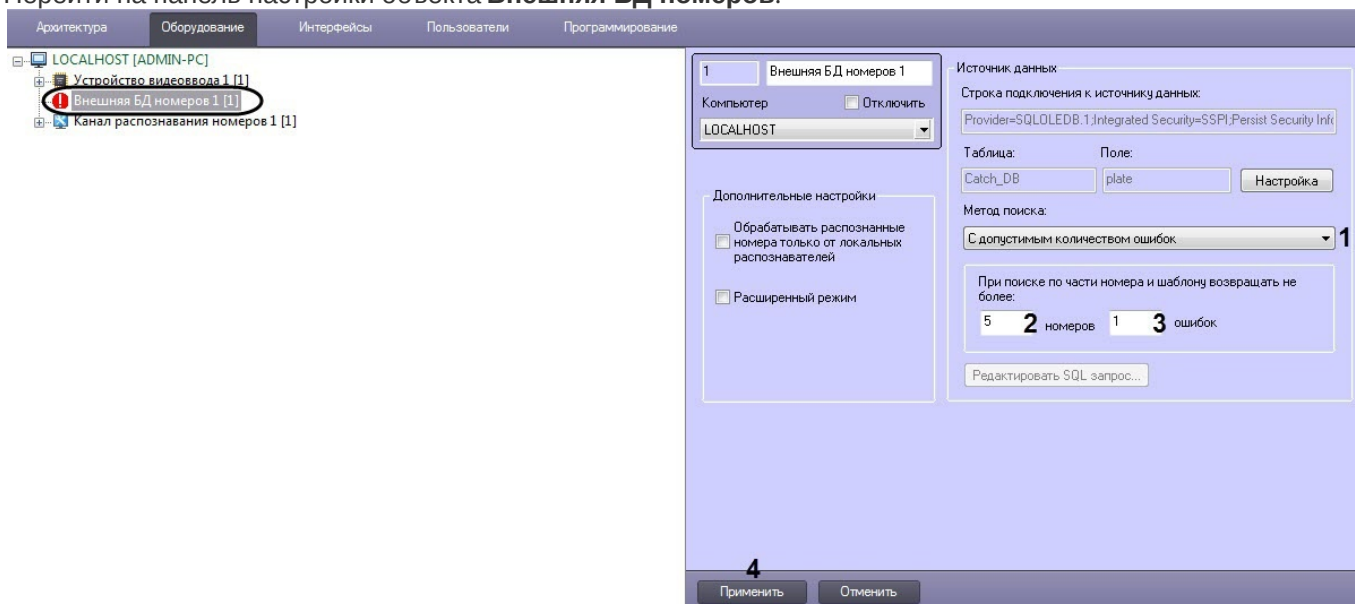 Перейти на панель настройки объекта Внешняя БД номеров.
Архитектура Оборудование Интерфейсы Пользователи Программирование
LOCALHOST [ADMIN-PC]
Устройство видеоввода 1 [1]
Внешняя БД номеров 1 [1]
Канал распознавания номеров 1 [1]
1 Внешняя БД номеров 1
Компьютер Отключить
LOCALHOST
Дополнительные настройки
Обрабатывать распознанные
номера только от локальных
распознавателей
Расширенный режим
Источник данных
Строка подключения к источнику данных:
Provider=SQLOLEDB.1;Integrated Security=SSPI;Persist Security Info
Таблица: Поле:
Catch_DB plate Настройка
Метод поиска:
С допустимым количеством ошибок 1
При поиске по части номера и шаблону возвращать не
более:
5 2 номеров 1 3 ошибок
Редактировать SQL запрос...
4
Применить Отменить